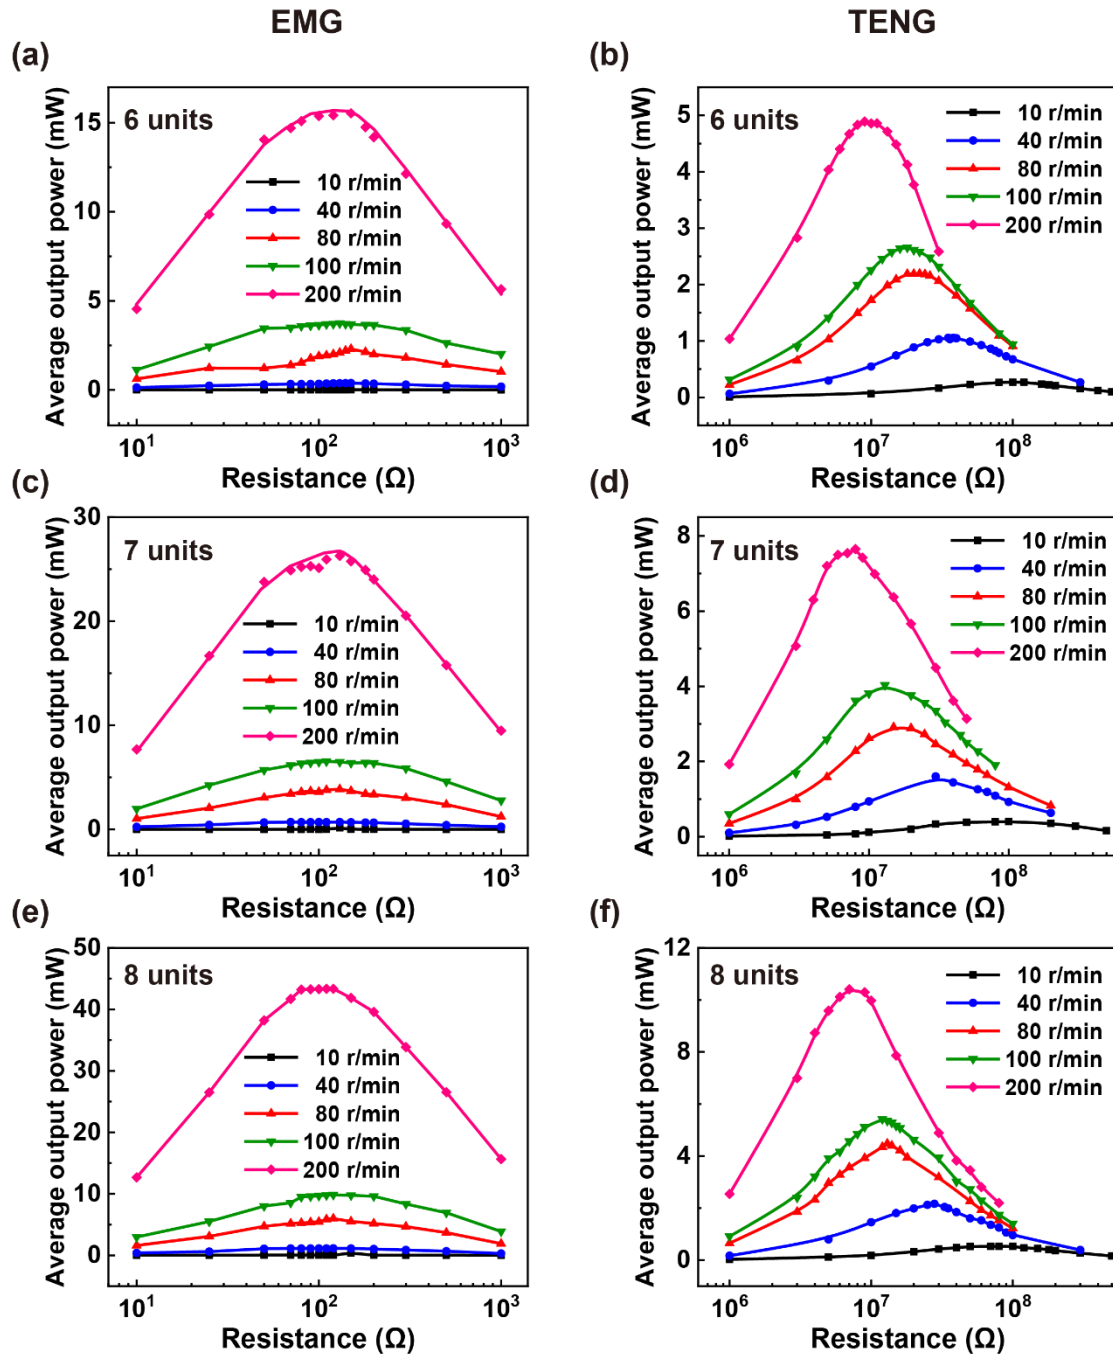 EMG
TENG
(a)
(b)
Average output power (mW)
15
10
5
0
6 units
10 r/min
40 r/min
80 r/min
100 r/min
200 r/min
10¹
10²
10³
Resistance (Ω)
Average output power (mW)
5
4
3
2
1
0
6 units
10 r/min
40 r/min
80 r/min
100 r/min
200 r/min
10⁶
10⁷
10⁸
Resistance (Ω)
(c)
(d)
Average output power (mW)
30
20
10
0
7 units
10 r/min
40 r/min
80 r/min
100 r/min
200 r/min
10¹
10²
10³
Resistance (Ω)
Average output power (mW)
8
6
4
2
0
7 units
10 r/min
40 r/min
80 r/min
100 r/min
200 r/min
10⁶
10⁷
10⁸
Resistance (Ω)
(e)
(f)
Average output power (mW)
50
40
30
20
10
0
8 units
10 r/min
40 r/min
80 r/min
100 r/min
200 r/min
10¹
10²
10³
Resistance (Ω)
Average output power (mW)
12
8
4
0
8 units
10 r/min
40 r/min
80 r/min
100 r/min
200 r/min
10⁶
10⁷
10⁸
Resistance (Ω)